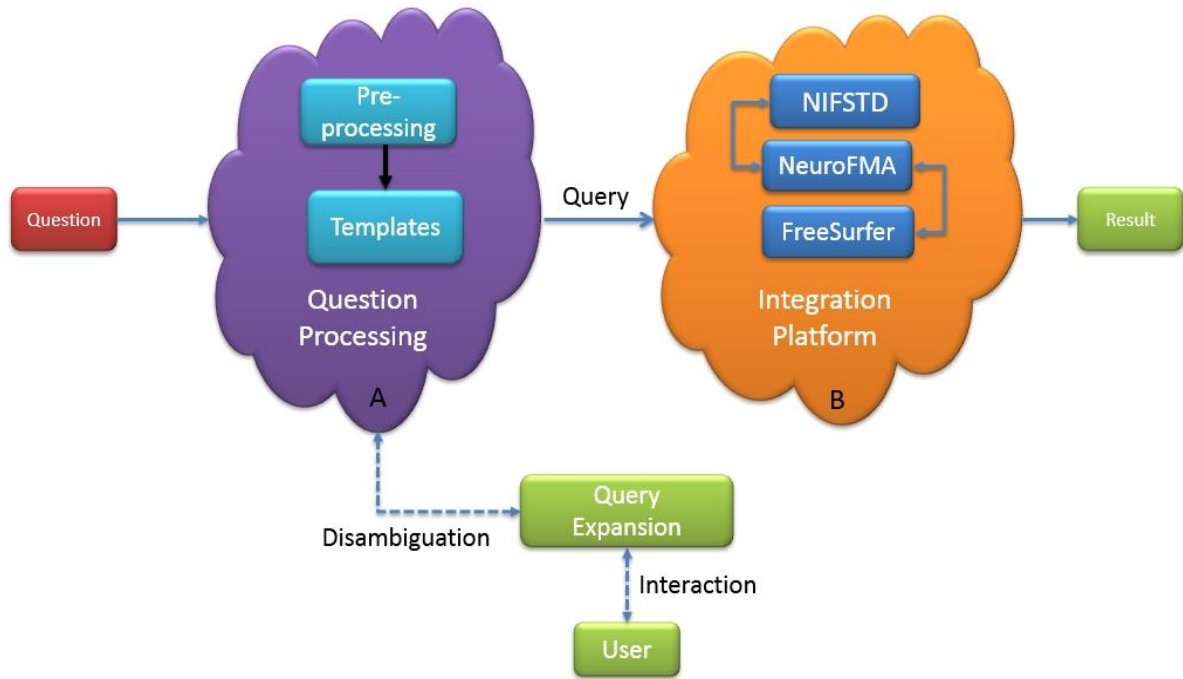 Question
Pre-
processing
Templates
Question
Processing
A
Query
NIFSTD
NeuroFMA
FreeSurfer
Integration
Platform
B
Result
Disambiguation
Query
Expansion
Interaction
User